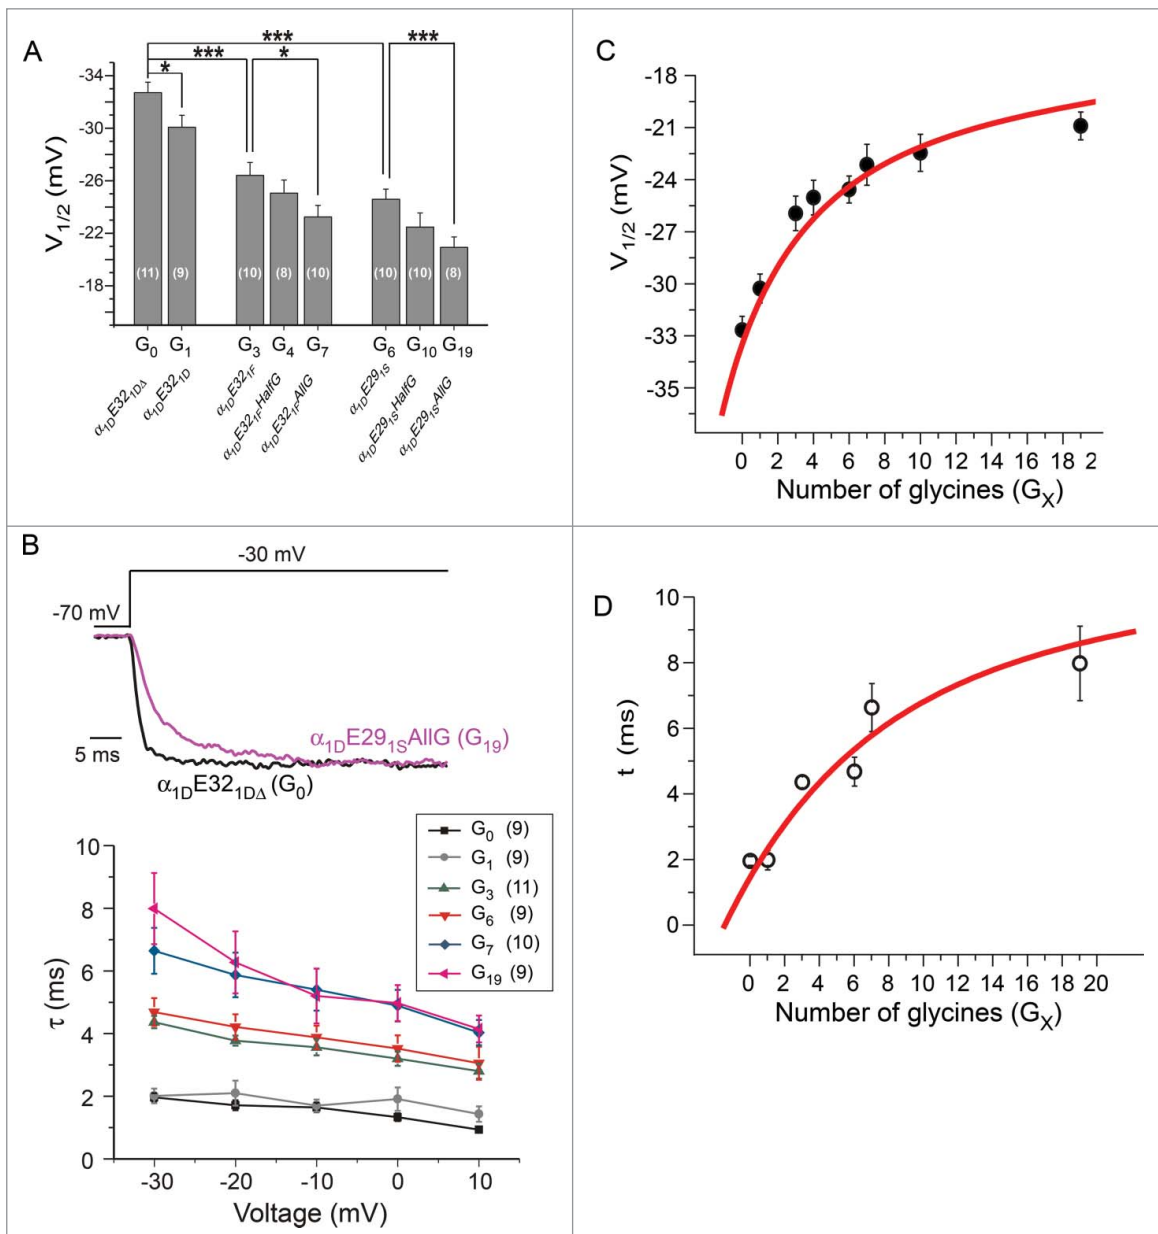 A
***
***
*
***
*
V1/2 (mV)
-34
-30
-26
-22
-18
(11)
(9)
(10)
(8)
(10)
(10)
(10)
(8)
G0
G1
G3
G4
G7
G6
G10
G19
α1DE321DΔ
α1DE321D
α1DE321F
α1DE321FHalfG
α1DE321FAllG
α1DE291S
α1DE291SHalfG
α1DE291SAllG
C
V1/2 (mV)
-18
-21
-24
-27
-30
-33
-35
0 2 4 6 8 10 12 14 16 18 2
Number of glycines (GX)
B
-30 mV
-70 mV
5 ms
α1DE291SAllG (G19)
α1DE321DΔ (G0)
G0 (9)
G1 (9)
G3 (11)
G6 (9)
G7 (10)
G19 (9)
τ (ms)
10
8
6
4
2
0
-30 -20 -10 0 10
Voltage (mV)
D
t (ms)
10
8
6
4
2
0
0 4 8 12 16 20
Number of glycines (GX)